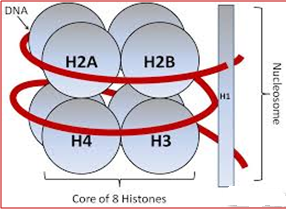 DNA
H2A
H2B
H1
Nucleosome
H4
H3
Core of 8 Histones